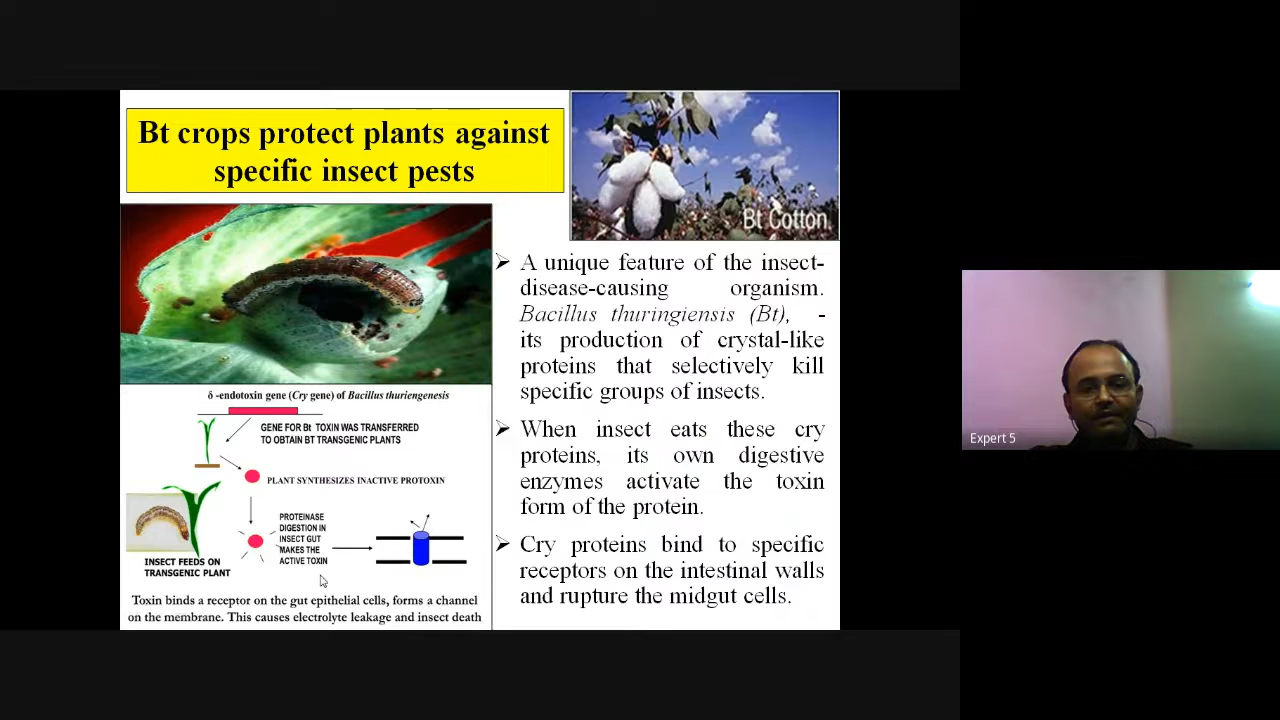 Bt crops protect plants against
specific insect pests
Bt Cotton
A unique feature of the insect-
disease-causing organism.
Bacillus thuringiensis (Bt), -
its production of crystal-like
proteins that selectively kill
specific groups of insects.
When insect eats these cry
proteins, its own digestive
enzymes activate the toxin
form of the protein.
Cry proteins bind to specific
receptors on the intestinal walls
and rupture the midgut cells.
δ -endotoxin gene (Cry gene) of Bacillus thuriengenesis
GENE FOR Bt TOXIN WAS TRANSFERRED
TO OBTAIN BT TRANSGENIC PLANTS
PLANT SYNTHESIZES INACTIVE PROTOXIN
PROTEINASE
DIGESTION IN
INSECT GUT
MAKES THE
ACTIVE TOXIN
INSECT FEEDS ON
TRANSGENIC PLANT
Toxin binds a receptor on the gut epithelial cells, forms a channel
on the membrane. This causes electrolyte leakage and insect death
Expert 5